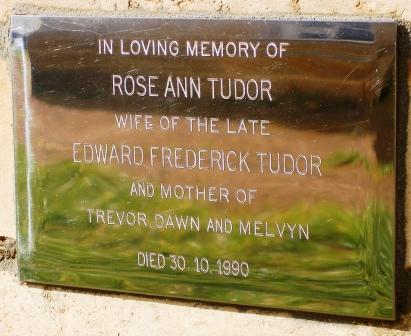 IN LOVING MEMORY OF
ROSE ANN TUDOR
WIFE OF THE LATE
EDWARD FREDERICK TUDOR
AND MOTHER OF
TREVOR, DAWN AND MELVYN
DIED 30. 10. 1990